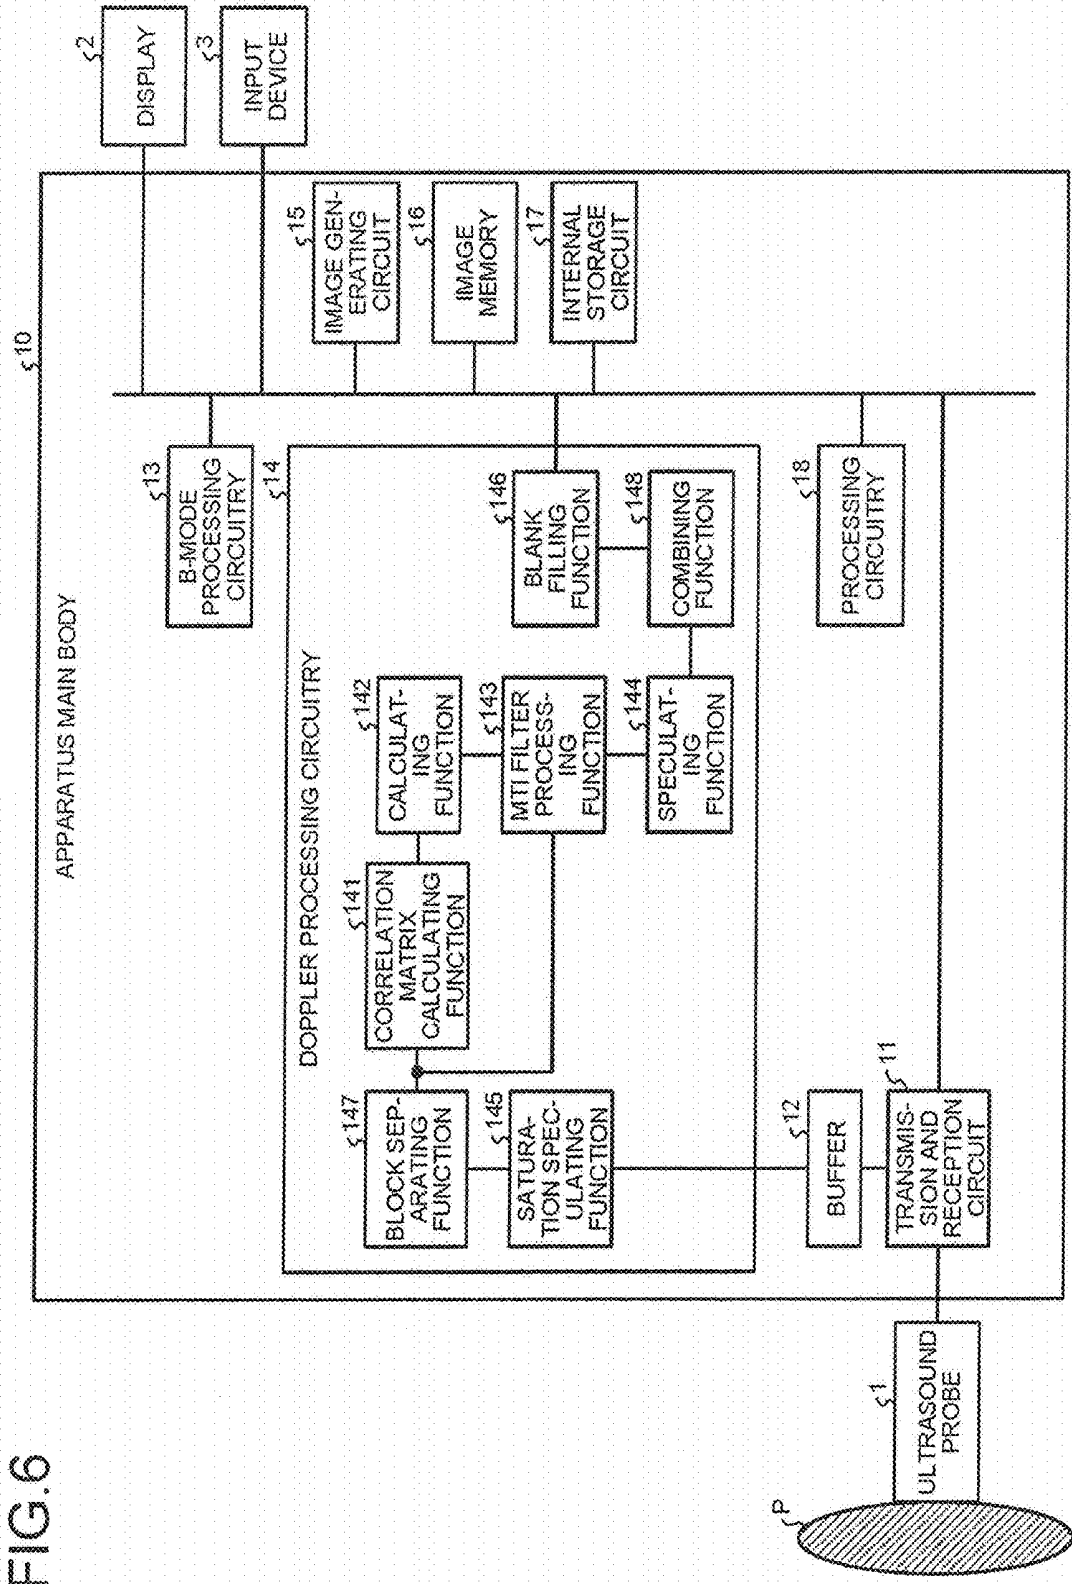 FIG.6
P
1
ULTRASOUND
PROBE
10
APPARATUS MAIN BODY
2
DISPLAY
3
INPUT
DEVICE
13
B-MODE
PROCESSING
CIRCUITRY
15
IMAGE GEN-
ERATING
CIRCUIT
16
IMAGE
MEMORY
17
INTERNAL
STORAGE
CIRCUIT
14
DOPPLER PROCESSING CIRCUITRY
147
BLOCK SEP-
ARATING
FUNCTION
141
CORRELATION
MATRIX
CALCULATING
FUNCTION
142
CALCULAT-
ING
FUNCTION
145
SATURA-
TION SPEC-
ULATING
FUNCTION
143
MTI FILTER
PROCESS-
ING
FUNCTION
146
BLANK
FILLING
FUNCTION
144
SPECULAT-
ING
FUNCTION
148
COMBINING
FUNCTION
12
BUFFER
18
PROCESSING
CIRCUITRY
11
TRANSMIS-
SION AND
RECEPTION
CIRCUIT